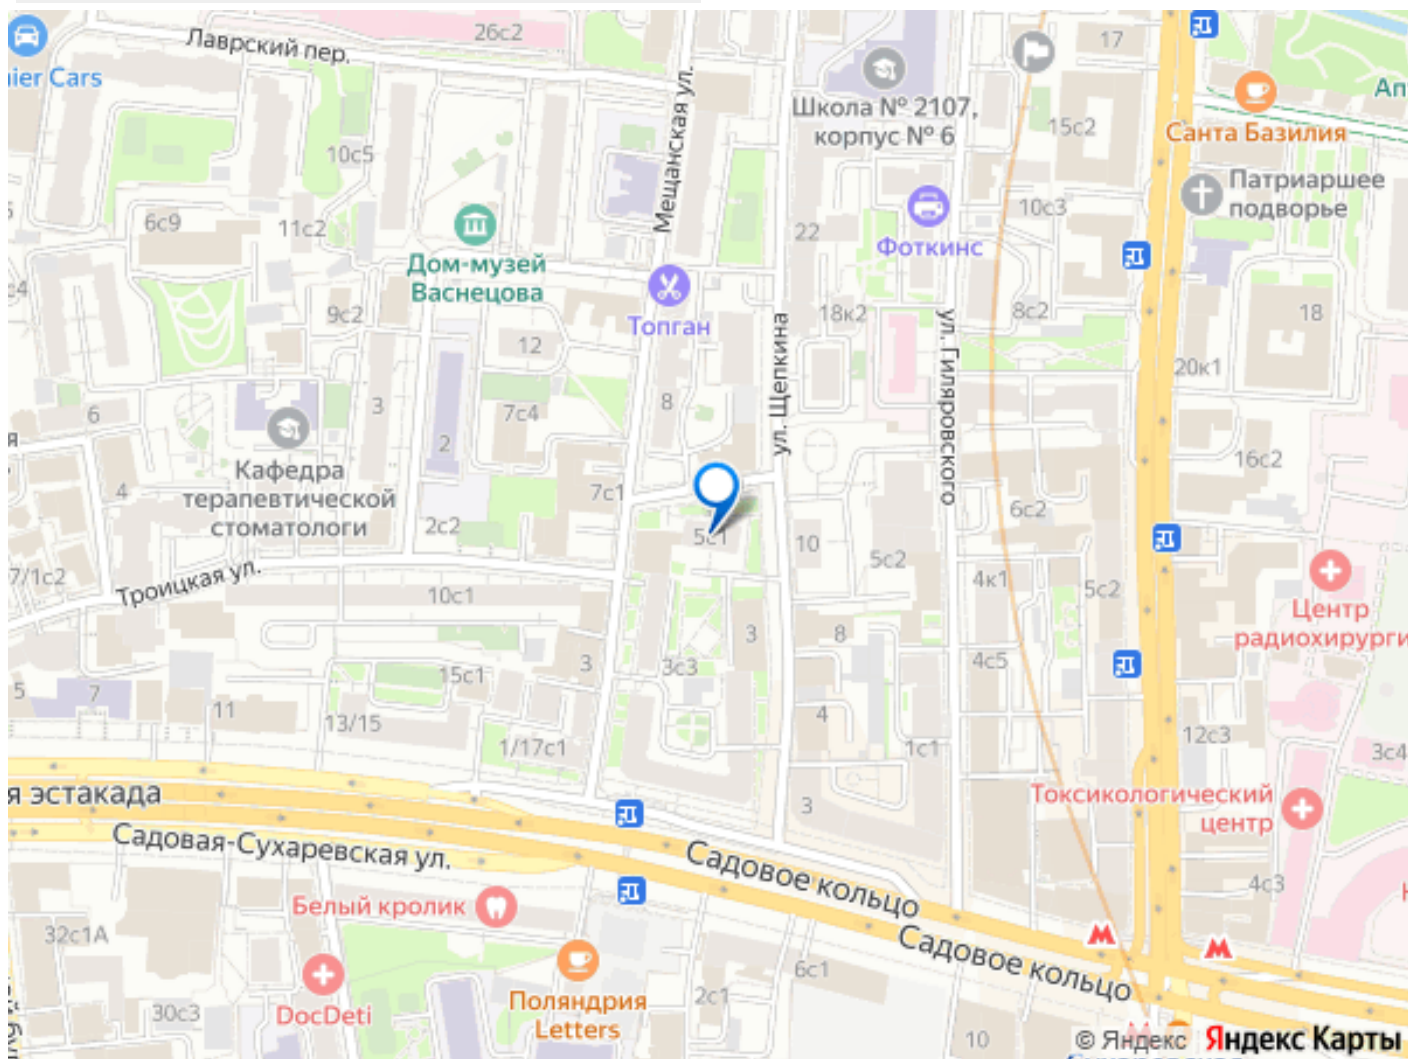 26с2
Лаврский пер.
17
nier Cars
Мещанская ул.
Школа № 2107,
корпус № 6
15с2
Санта Базилия
10с5
Патриаршее
подворье
6с9
11с2
10с3
22
Фоткинс
Дом-музей
Васнецова
9с2
Топган
18к2
8с2
18
12
ул. Щепкина
ул. Гиляровского
20к1
6
3
7с4
8
2
Кафедра
терапевтической
стоматологи
4
7с1
16с2
2с2
6с2
5с1
10
5с2
7/1с2
Троицкая ул.
10с1
4к1
5с2
Центр
радиохирурги
3
8
3
3с3
4с5
15с1
5
7
11
13/15
4
1/17с1
1с1
12с3
3с4
я эстакада
3
Токсикологический
центр
Садовая-Сухаревская ул.
Садовое кольцо
4с3
Белый кролик
32с1А
Садовое кольцо
6с1
Поляндрия
Letters
2с1
30с3
DocDeti
10
© Яндекс Яндекс Карты